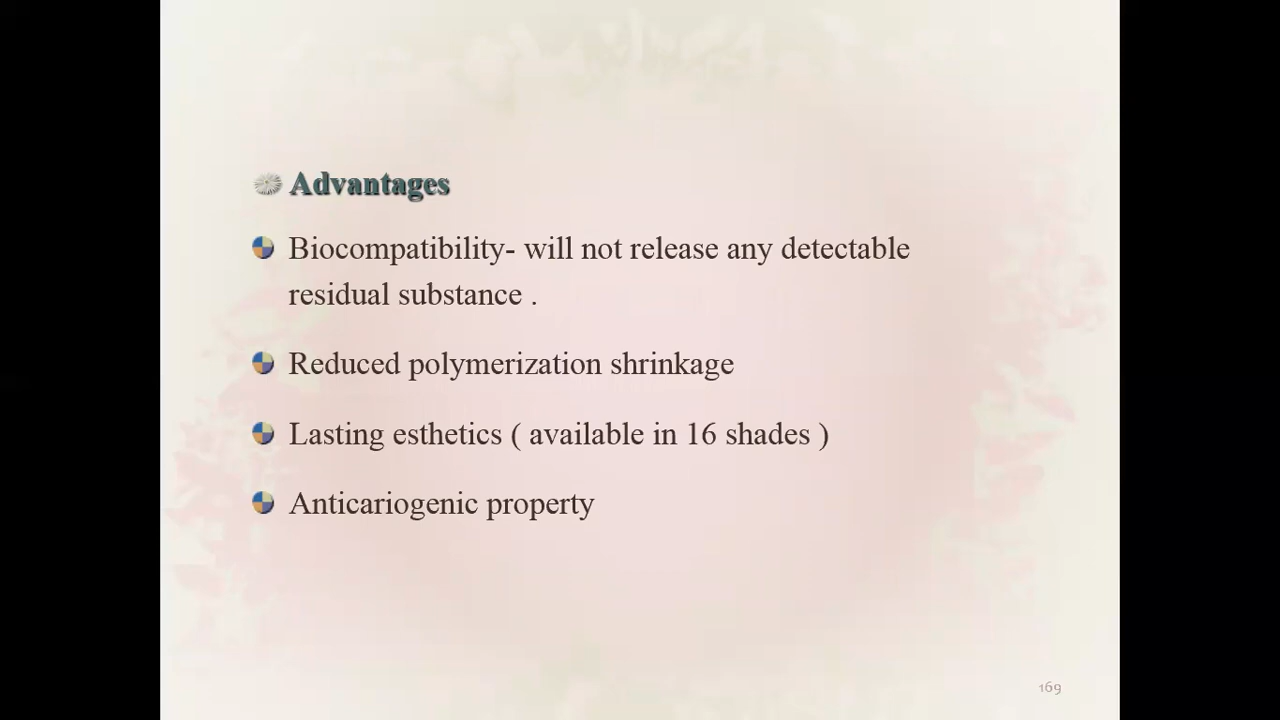 Advantages
Biocompatibility- will not release any detectable
residual substance .
Reduced polymerization shrinkage
Lasting esthetics ( available in 16 shades )
Anticariogenic property
169